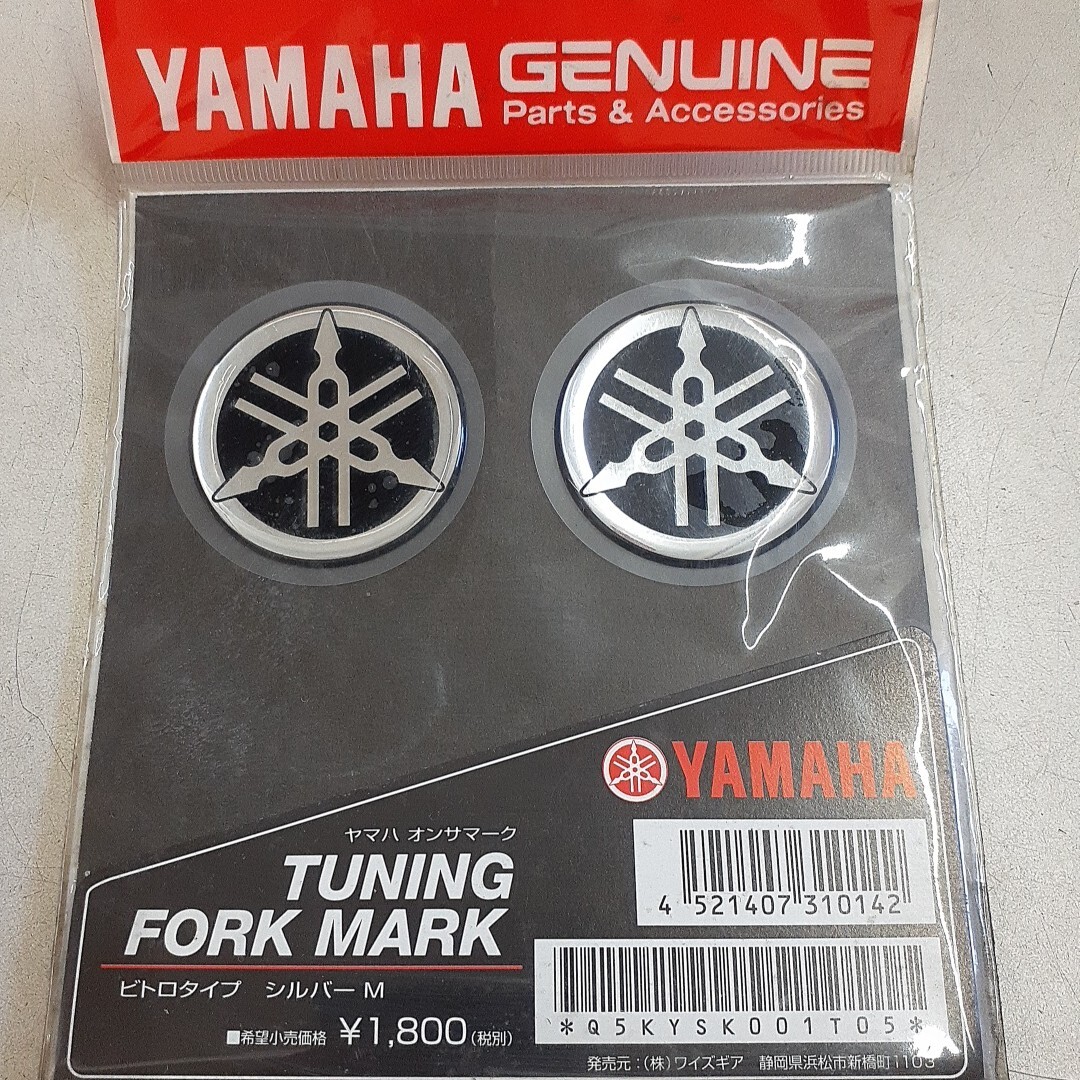 YAMAHA GENUINE
Parts & Accessories
YAMAHA
ヤマハ オンサマーク
TUNING
FORK MARK
ビトロタイプ シルバー M
■希望小売価格 ¥1,800(税別)
4 521407 310142
*Q5KYSK001T05*
発売元:(株)ワイズギア 静岡県浜松市新橋町1103